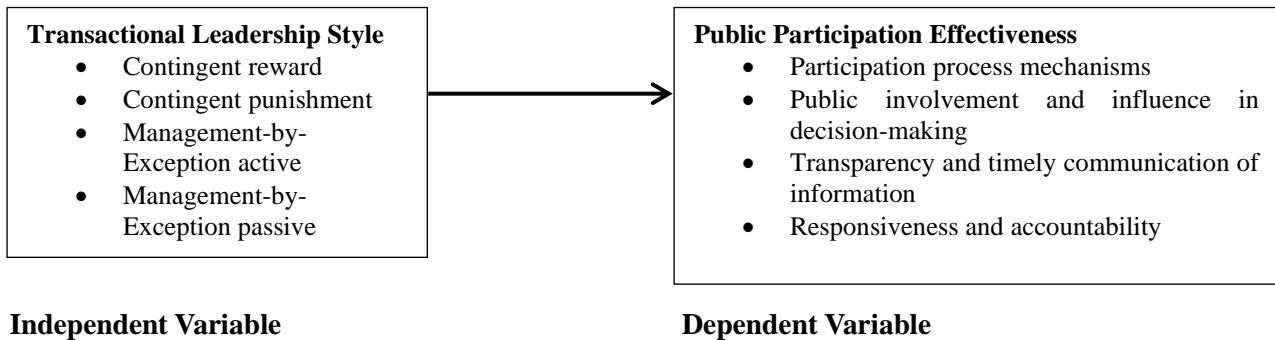 Transactional Leadership Style
• Contingent reward
• Contingent punishment
• Management-by-
Exception active
• Management-by-
Exception passive
Public Participation Effectiveness
• Participation process mechanisms
• Public involvement and influence in
decision-making
• Transparency and timely communication of
information
• Responsiveness and accountability
Independent Variable
Dependent Variable